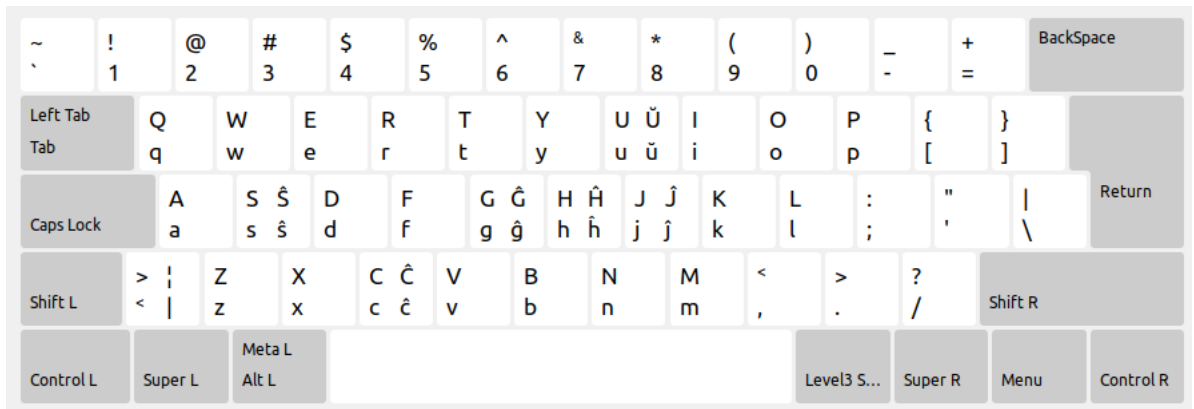 ~ ! @ # $ % ^ & * ( ) _ + BackSpace
` 1 2 3 4 5 6 7 8 9 0 - =
Left Tab Q W E R T Y U Ŭ I O P { }
Tab q w e r t y u ŭ i o p [ ]
A S Ŝ D F G Ĝ H Ĥ J Ĵ K L : " | Return
Caps Lock a s ŝ d f g ĝ h ĥ j ĵ k l ; ' \
> ¦ Z X C Ĉ V B N M < > ?
Shift L < | z x c ĉ v b n m , . / Shift R
Meta L
Control L Super L Alt L Level3 S... Super R Menu Control R